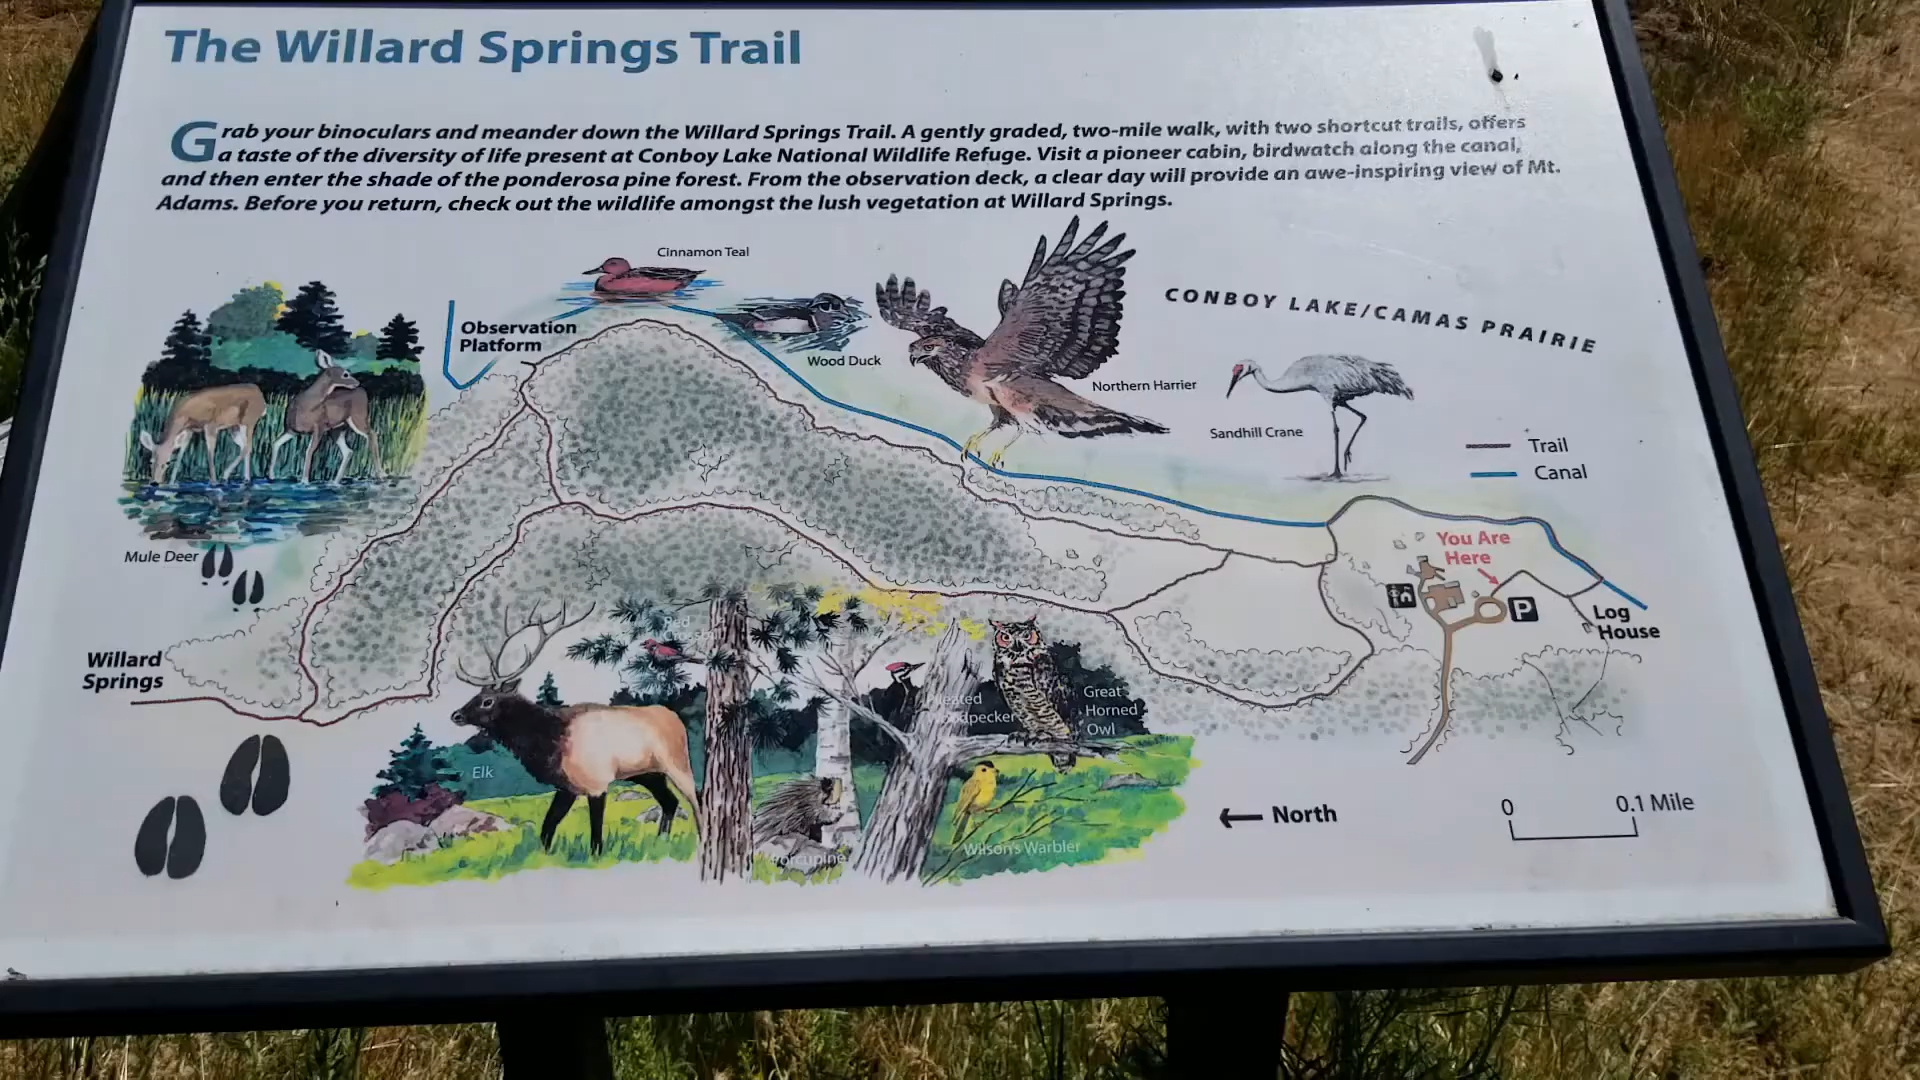 The Willard Springs Trail
Grab your binoculars and meander down the Willard Springs Trail. A gently graded, two-mile walk, with two shortcut trails, offers
a taste of the diversity of life present at Conboy Lake National Wildlife Refuge. Visit a pioneer cabin, birdwatch along the canal,
and then enter the shade of the ponderosa pine forest. From the observation deck, a clear day will provide an awe-inspiring view of Mt.
Adams. Before you return, check out the wildlife amongst the lush vegetation at Willard Springs.
Cinnamon Teal
Observation
Platform
Wood Duck
Northern Harrier
CONBOY LAKE/CAMAS PRAIRIE
Sandhill Crane
Trail
Canal
Mule Deer
You Are
Here
P
Log
House
Willard
Springs
Red
Crossbill
Pileated
Woodpecker
Great
Horned
Owl
Elk
Porcupine
Wilson's Warbler
North
0
0.1 Mile